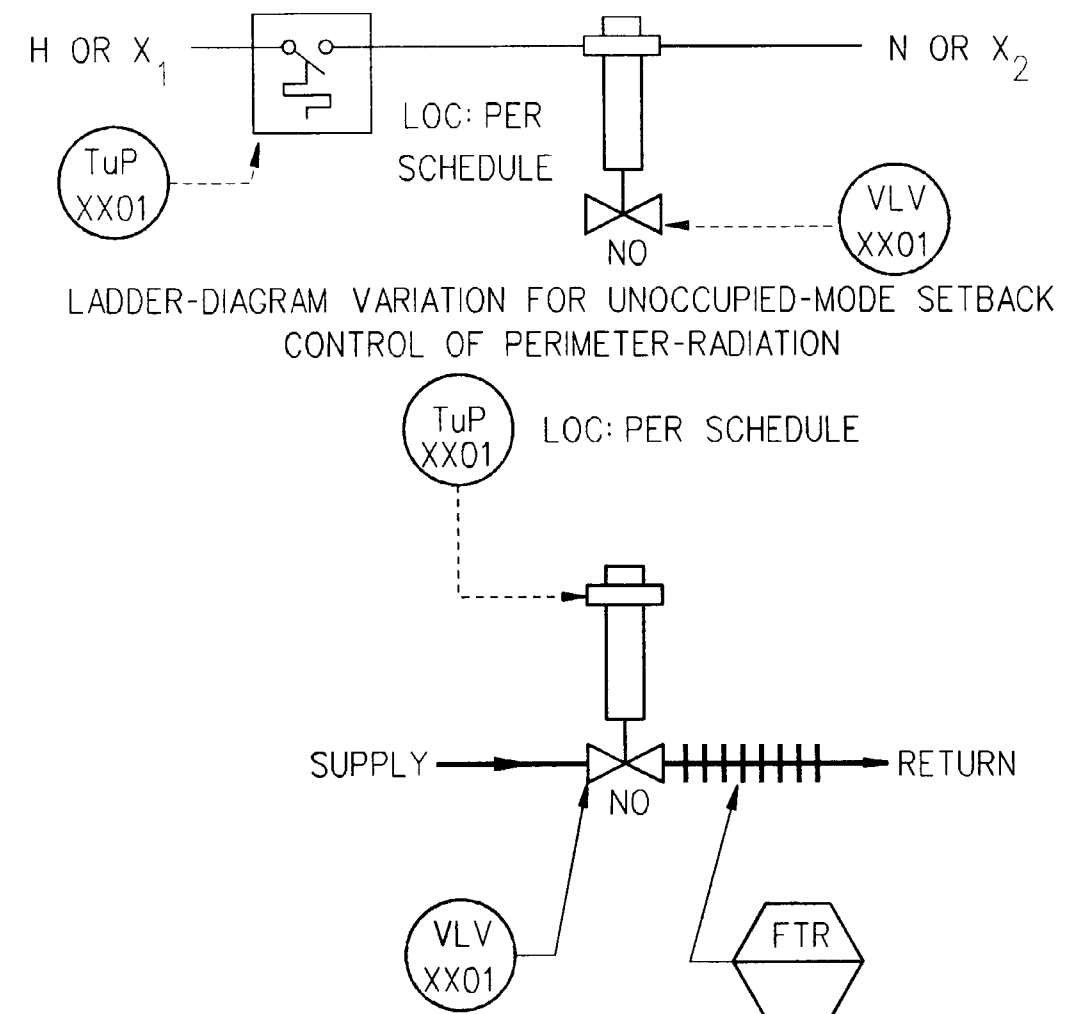 H OR X1
N OR X2
LOC: PER
SCHEDULE
TuP
XX01
VLV
XX01
NO
LADDER-DIAGRAM VARIATION FOR UNOCCUPIED-MODE SETBACK
CONTROL OF PERIMETER-RADIATION
TuP
XX01
LOC: PER SCHEDULE
SUPPLY
RETURN
NO
VLV
XX01
FTR